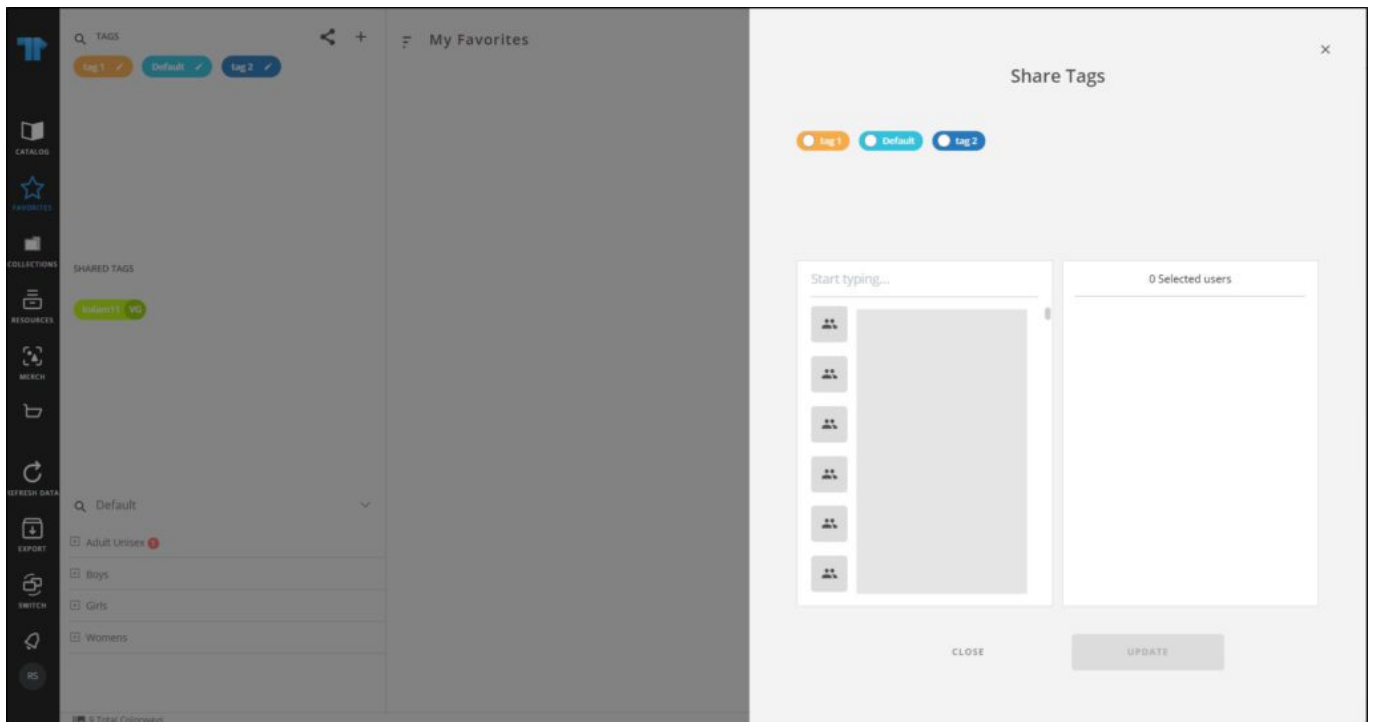 TAGS
tag 1
Default
tag 2
My Favorites
Share Tags
tag 1
Default
tag 2
CATALOG
FAVORITES
COLLECTIONS
RESOURCES
MERCH
REFRESH DATA
EXPORT
SWITCH
RS
SHARED TAGS
VG
Default
Adult Unisex 1
Boys
Girls
Womens
9 Total Colorways
Start typing...
0 Selected users
CLOSE
UPDATE